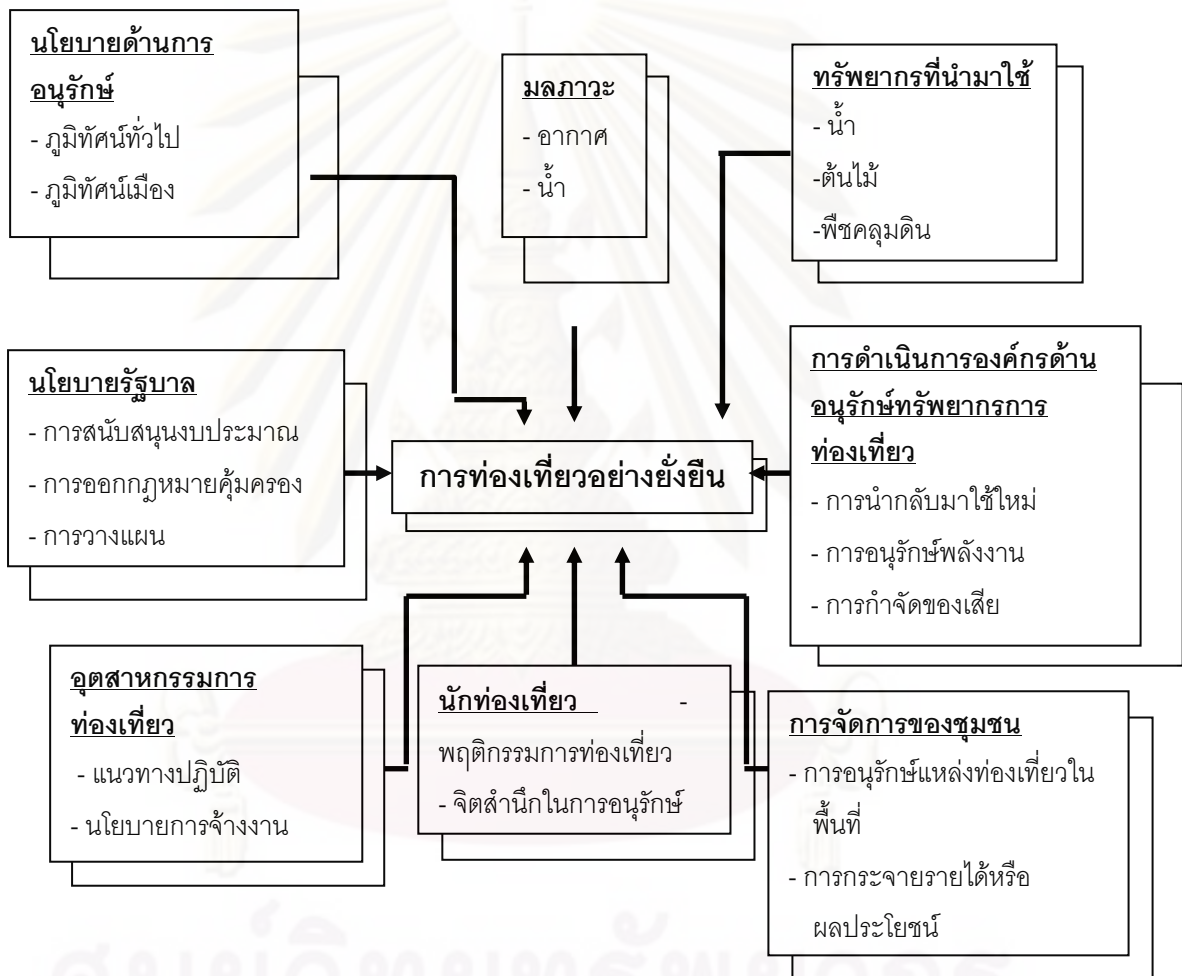 นโยบายด้านการ
อนุรักษ์
- ภูมิทัศน์ทั่วไป
- ภูมิทัศน์เมือง
มลภาวะ
- อากาศ
- น้ำ
ทรัพยากรที่นำมาใช้
- น้ำ
-ต้นไม้
-พืชคลุมดิน
นโยบายรัฐบาล
- การสนับสนุนงบประมาณ
- การออกกฎหมายคุ้มครอง
- การวางแผน
การท่องเที่ยวอย่างยั่งยืน
การดำเนินการองค์กรด้าน
อนุรักษ์ทรัพยากรการ
ท่องเที่ยว
- การนำกลับมาใช้ใหม่
- การอนุรักษ์พลังงาน
- การกำจัดของเสีย
อุตสาหกรรมการ
ท่องเที่ยว
- แนวทางปฏิบัติ
- นโยบายการจ้างงาน
นักท่องเที่ยว -
พฤติกรรมการท่องเที่ยว
- จิตสำนึกในการอนุรักษ์
การจัดการของชุมชน
- การอนุรักษ์แหล่งท่องเที่ยวใน
พื้นที่
- การกระจายรายได้หรือ
ผลประโยชน์
ศูนย์วิทยทรัพยากร